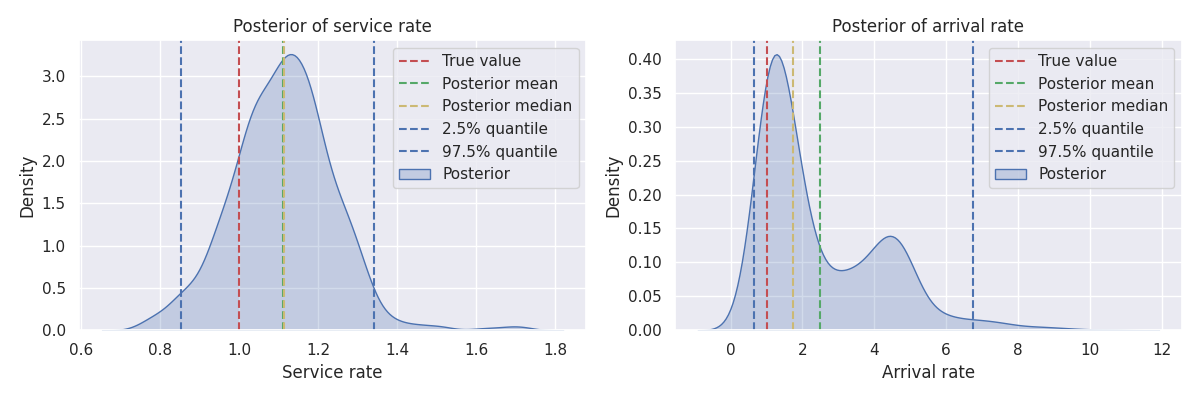 Posterior of service rate
Density
3.0
2.5
2.0
1.5
1.0
0.5
0.0
0.6 0.8 1.0 1.2 1.4 1.6 1.8
Service rate
True value
Posterior mean
Posterior median
2.5% quantile
97.5% quantile
Posterior
Posterior of arrival rate
Density
0.40
0.35
0.30
0.25
0.20
0.15
0.10
0.05
0.00
0 2 4 6 8 10 12
Arrival rate
True value
Posterior mean
Posterior median
2.5% quantile
97.5% quantile
Posterior